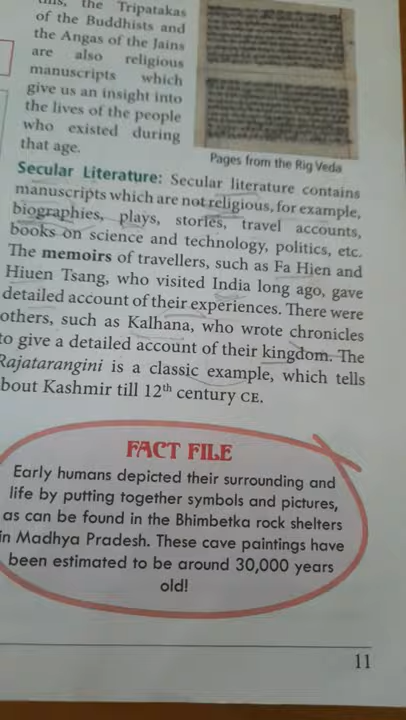 the Tripatakas
of the Buddhists and
the Angas of the Jains
are also religious
manuscripts which
give us an insight into
the lives of the people
who existed during
that age.
Pages from the Rig Veda
Secular Literature: Secular literature contains
manuscripts which are not religious, for example,
biographies, plays, stories, travel accounts,
books on science and technology, politics, etc.
The memoirs of travellers, such as Fa Hien and
Hiuen Tsang, who visited India long ago, gave
detailed account of their experiences. There were
others, such as Kalhana, who wrote chronicles
to give a detailed account of their kingdom. The
Rajatarangini is a classic example, which tells
bout Kashmir till 12th century CE.
FACT FILE
Early humans depicted their surrounding and
life by putting together symbols and pictures,
as can be found in the Bhimbetka rock shelters
in Madhya Pradesh. These cave paintings have
been estimated to be around 30,000 years
old!
11